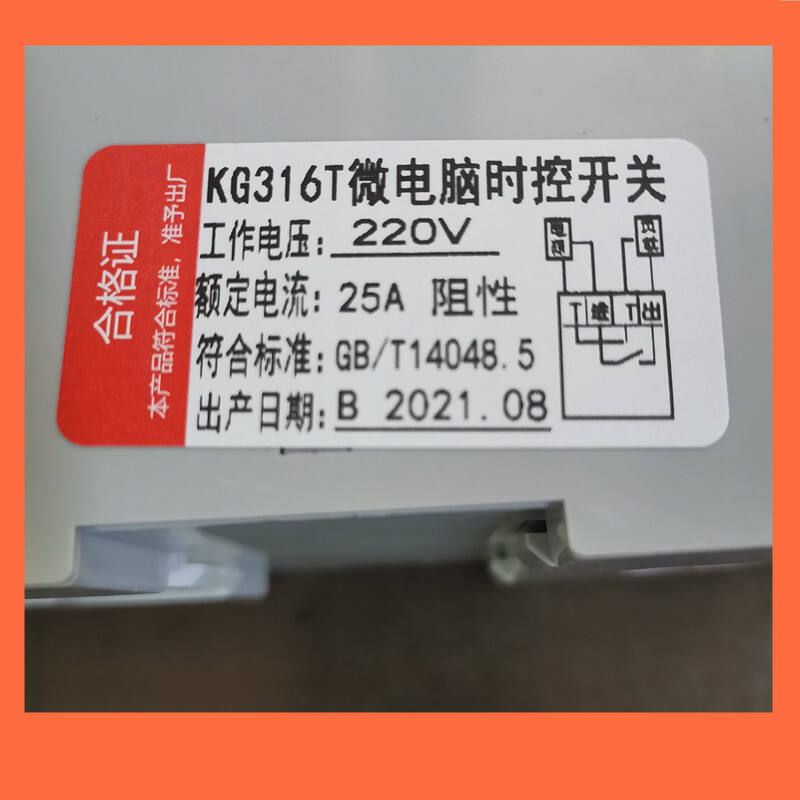 KG316T微电脑时控开关
工作电压: 220V
额定电流: 25A 阻性
符合标准: GB/T14048.5
出产日期: B 2021.08
合格证
本产品符合标准，准予出厂
电源
负载
T 进 T 出